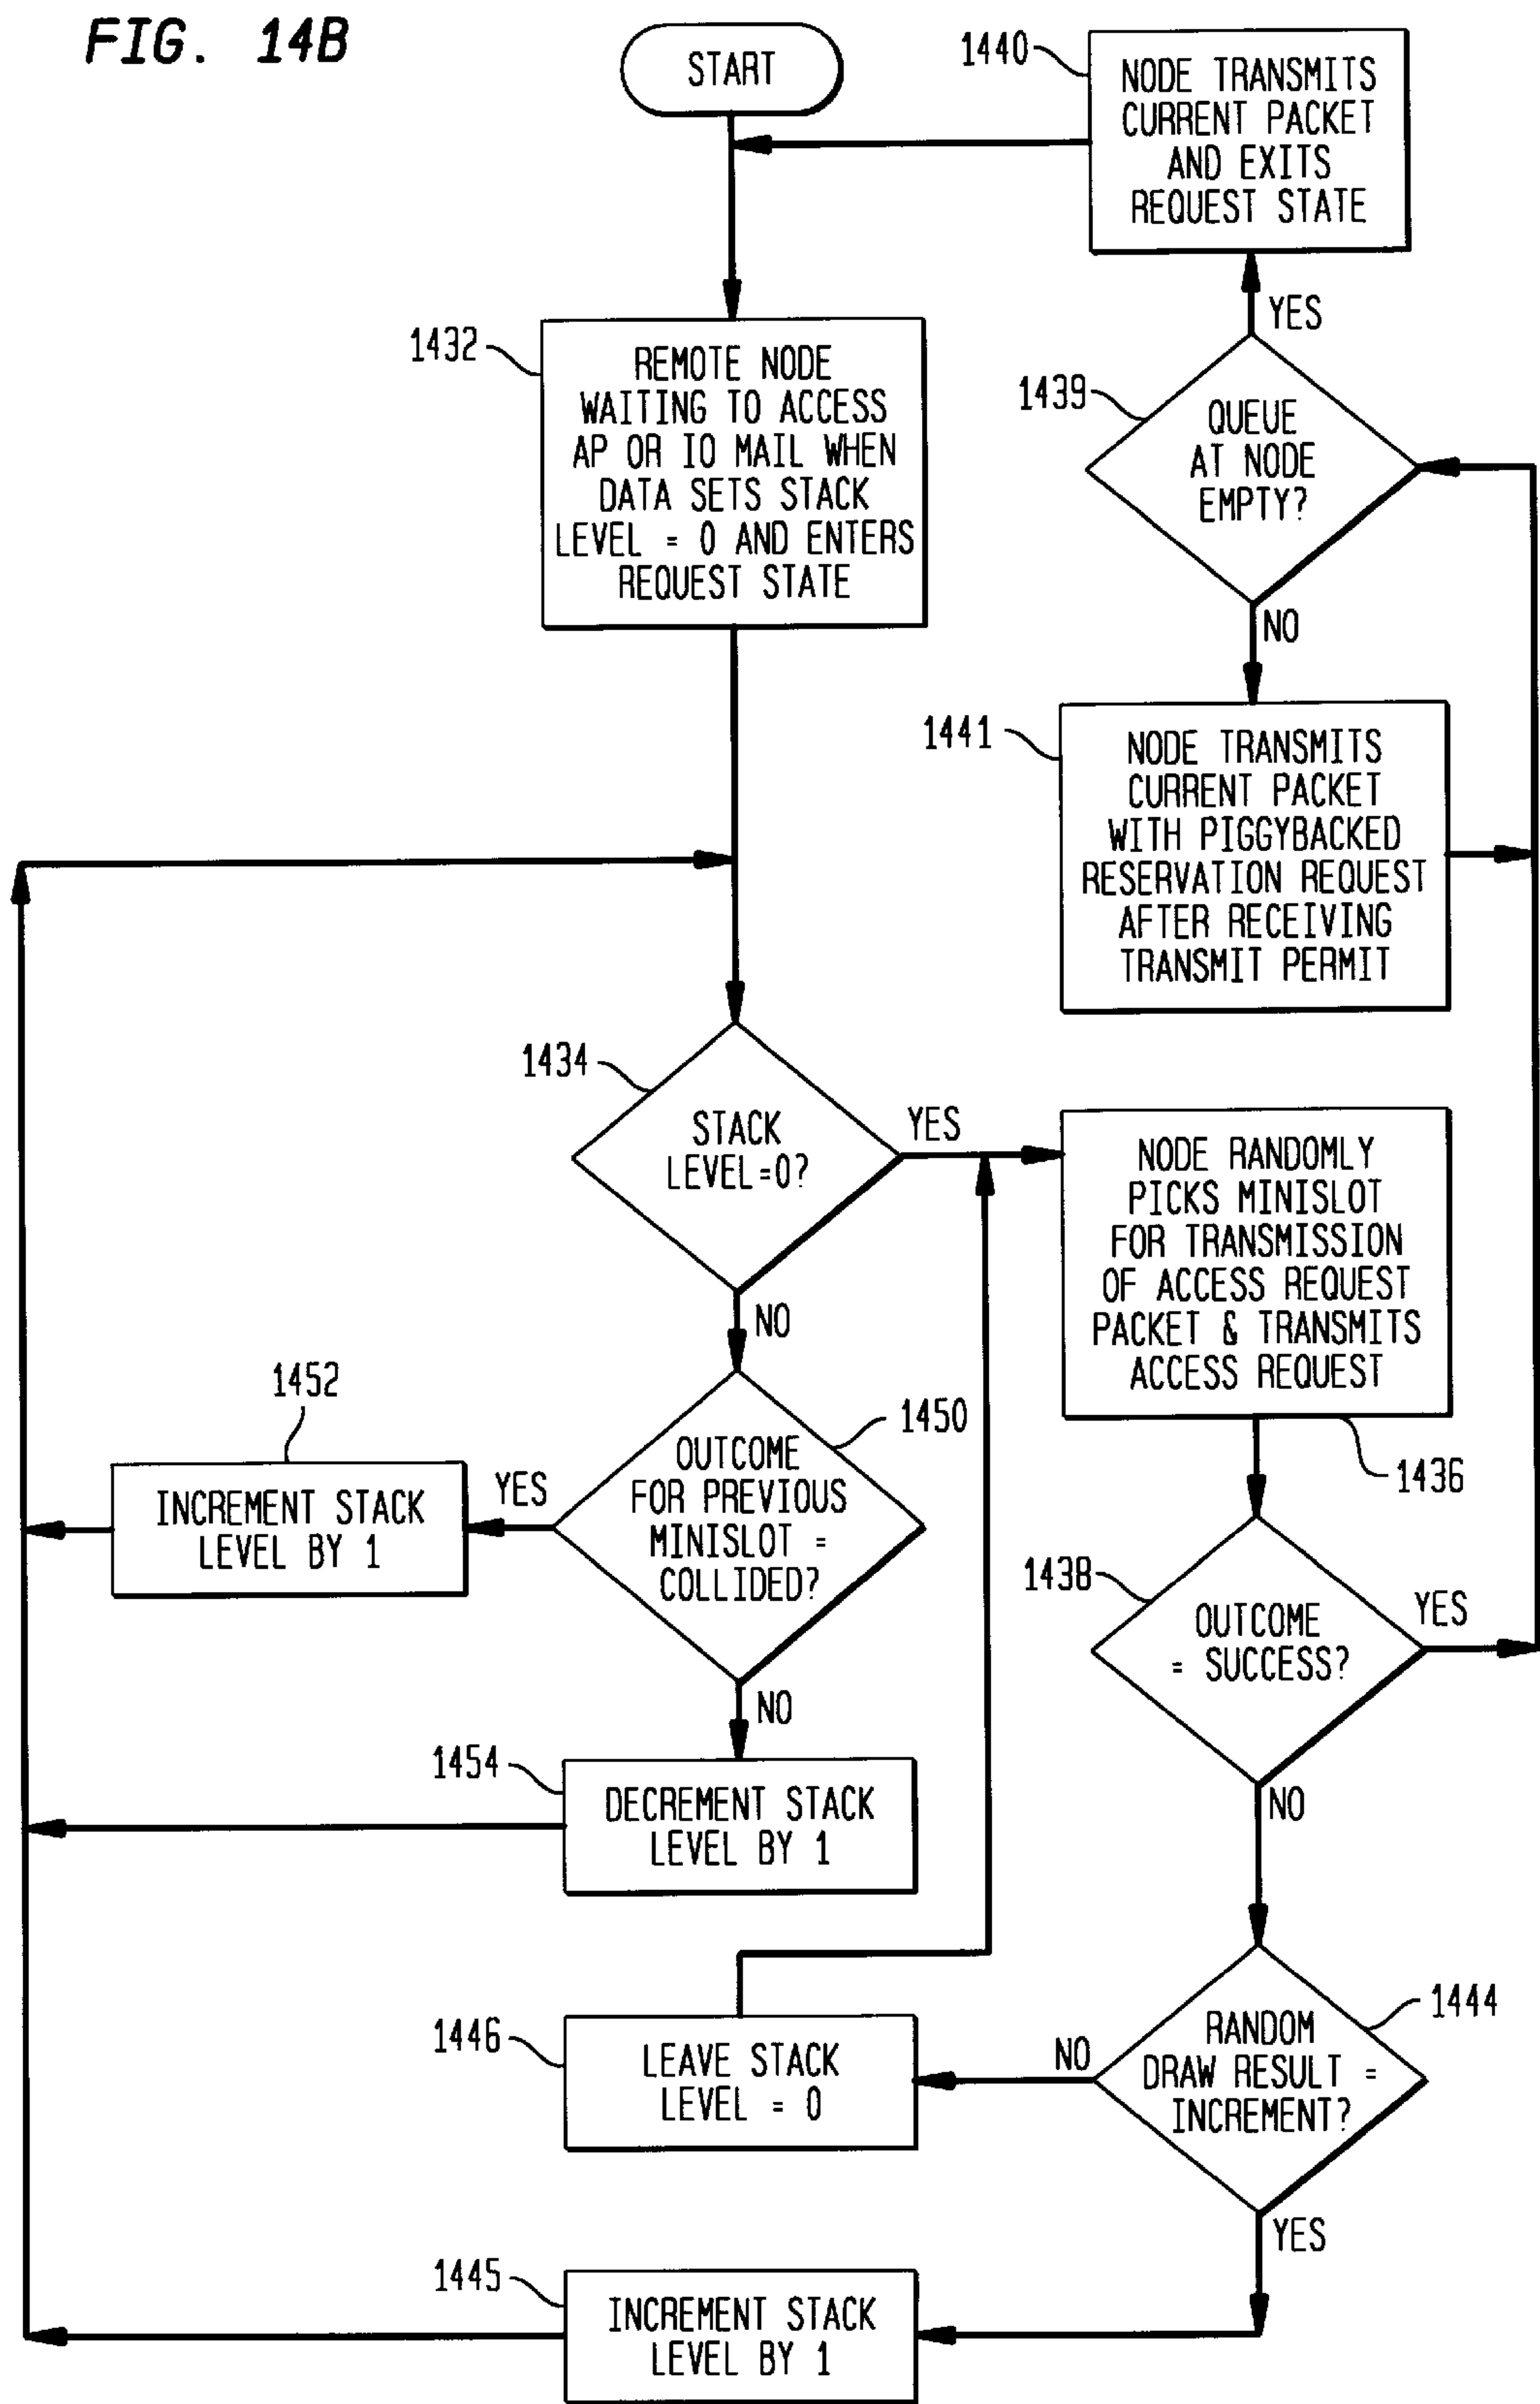 FIG. 14B
START
1440
NODE TRANSMITS
CURRENT PACKET
AND EXITS
REQUEST STATE
YES
1432
REMOTE NODE
WAITING TO ACCESS
AP OR IO MAIL WHEN
DATA SETS STACK
LEVEL = 0 AND ENTERS
REQUEST STATE
1439
QUEUE
AT NODE
EMPTY?
NO
1441
NODE TRANSMITS
CURRENT PACKET
WITH PIGGYBACKED
RESERVATION REQUEST
AFTER RECEIVING
TRANSMIT PERMIT
1434
STACK
LEVEL=0?
YES
NO
NODE RANDOMLY
PICKS MINISLOT
FOR TRANSMISSION
OF ACCESS REQUEST
PACKET & TRANSMITS
ACCESS REQUEST
1436
1452
INCREMENT STACK
LEVEL BY 1
YES
1450
OUTCOME
FOR PREVIOUS
MINISLOT =
COLLIDED?
NO
1438
OUTCOME
= SUCCESS?
YES
NO
1454
DECREMENT STACK
LEVEL BY 1
1446
LEAVE STACK
LEVEL = 0
NO
1444
RANDOM
DRAW RESULT =
INCREMENT?
YES
1445
INCREMENT STACK
LEVEL BY 1